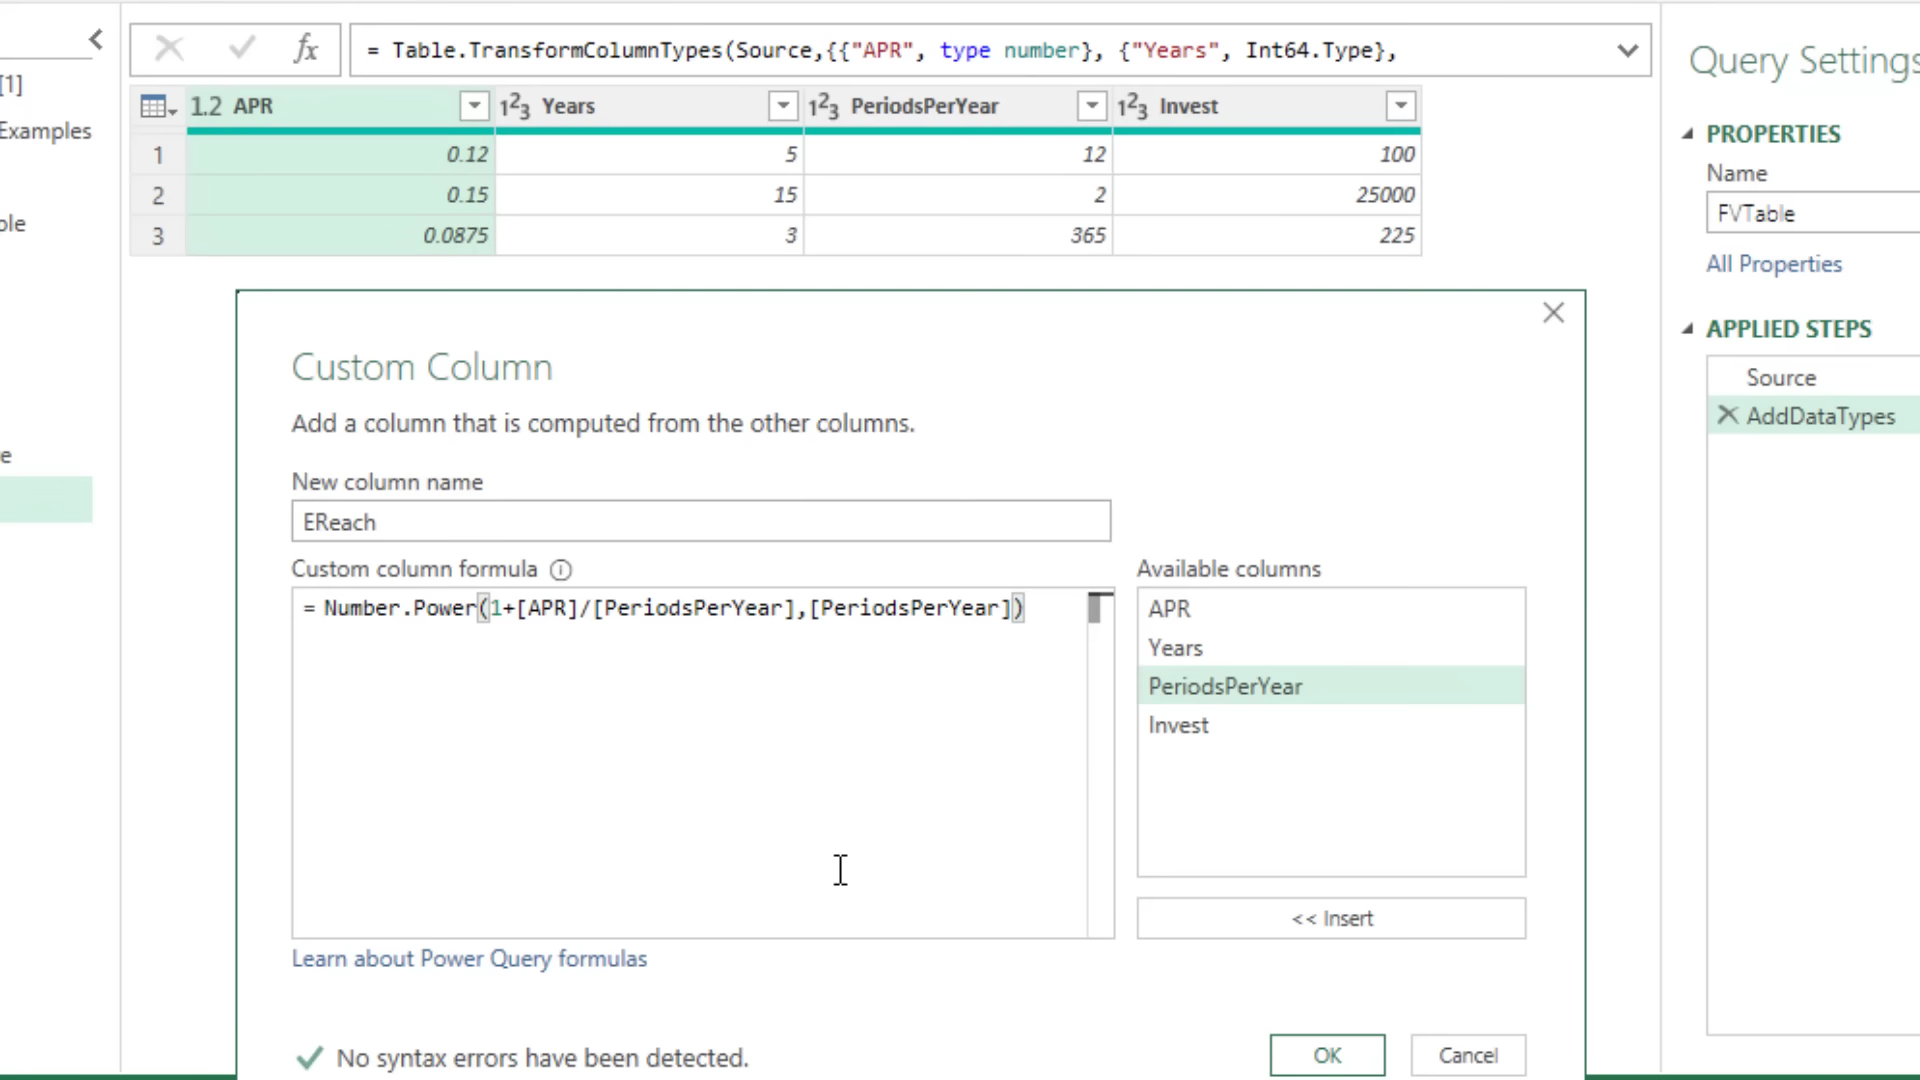 [1]
Examples
ole
e
fx
= Table.TransformColumnTypes(Source,{{"APR", type number}, {"Years", Int64.Type},
1.2 APR 1²3 Years 1²3 PeriodsPerYear 1²3 Invest
1 0.12 5 12 100
2 0.15 15 2 25000
3 0.0875 3 365 225
Custom Column
Add a column that is computed from the other columns.
New column name
EReach
Custom column formula
= Number.Power(1+[APR]/[PeriodsPerYear],[PeriodsPerYear])
Available columns
APR
Years
PeriodsPerYear
Invest
<< Insert
Learn about Power Query formulas
No syntax errors have been detected.
OK
Cancel
Query Settings
PROPERTIES
Name
FVTable
All Properties
APPLIED STEPS
Source
AddDataTypes